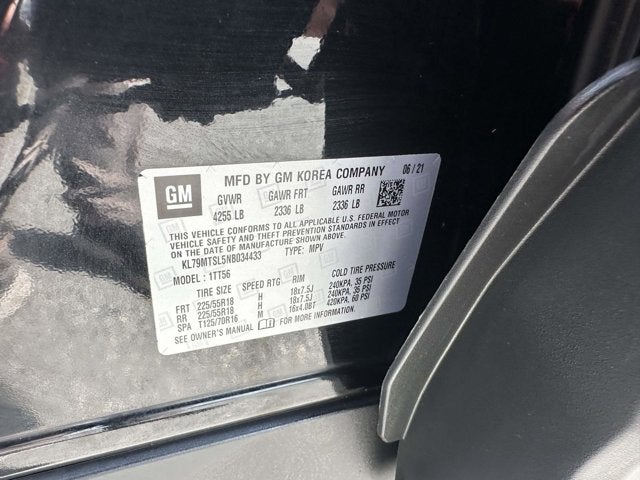 GM
MFD BY GM KOREA COMPANY 06/21
GVWR GAWR FRT GAWR RR
4255 LB 2336 LB 2336 LB
THIS VEHICLE CONFORMS TO ALL APPLICABLE U.S. FEDERAL MOTOR
VEHICLE SAFETY AND THEFT PREVENTION STANDARDS IN EFFECT
ON THE DATE OF MANUFACTURE SHOWN ABOVE.
KL79MTSL5NB034433 TYPE: MPV
MODEL: 1TT56
TIRE SIZE SPEED RTG RIM COLD TIRE PRESSURE
FRT 225/55R18 H 18x7.5J 240KPA, 35 PSI
RR 225/55R18 H 18x7.5J 240KPA, 35 PSI
SPA T125/70R16 M 16x4.0BT 420KPA, 60 PSI
SEE OWNER'S MANUAL FOR MORE INFORMATION.